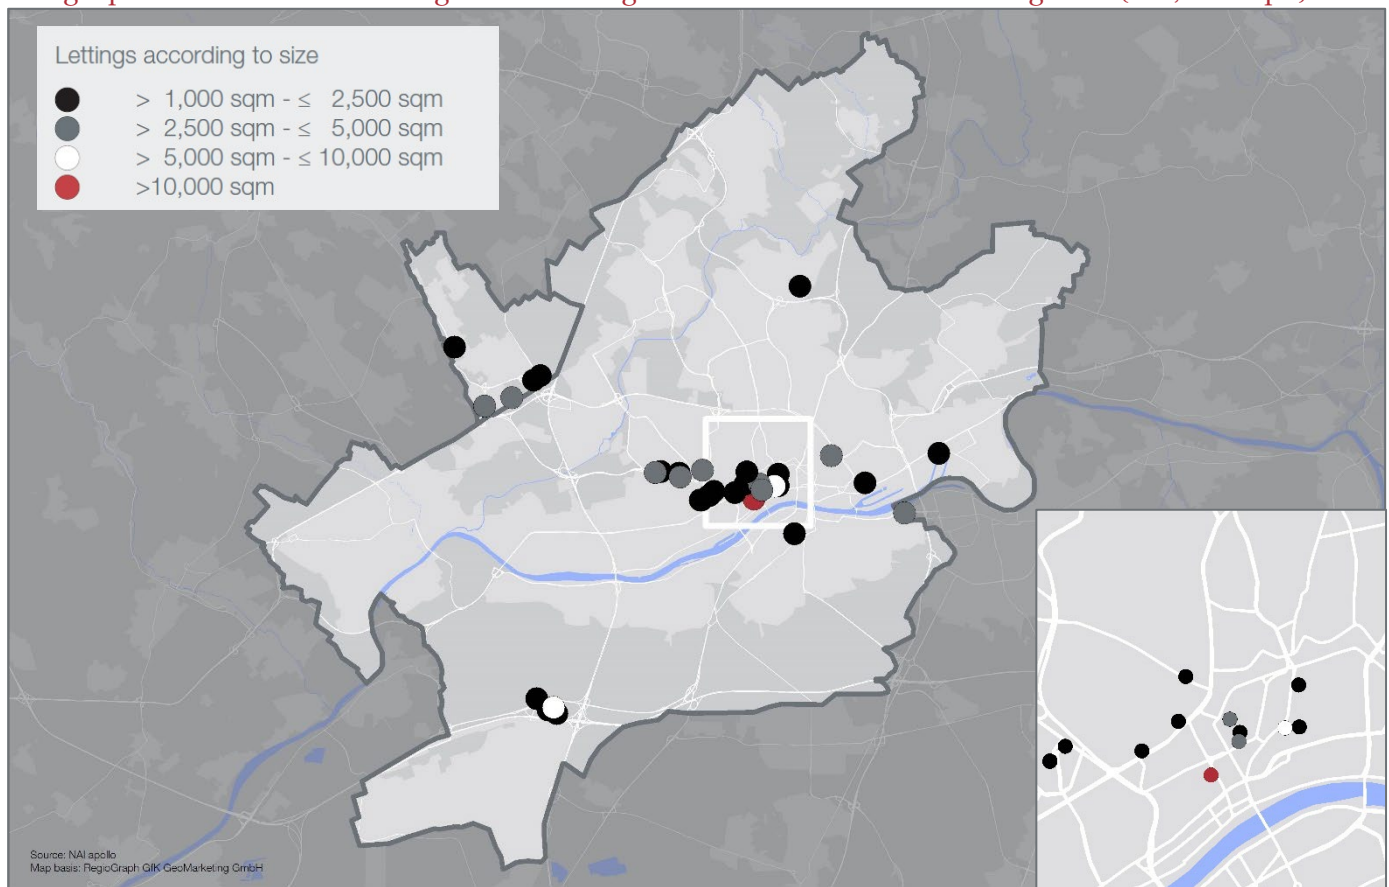 Lettings according to size
> 1,000 sqm - ≤ 2,500 sqm
> 2,500 sqm - ≤ 5,000 sqm
> 5,000 sqm - ≤ 10,000 sqm
>10,000 sqm
Source: NAI apollo
Map basis: RegioGraph GfK GeoMarketing GmbH